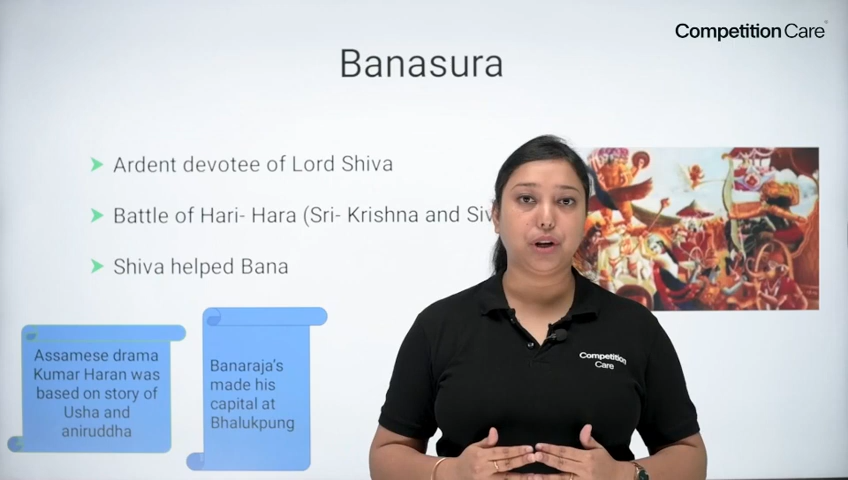 Competition Care
Banasura
Ardent devotee of Lord Shiva
Battle of Hari- Hara (Sri- Krishna and
Shiva helped Bana
Assamese drama
Kumar Haran was
based on story of
Usha and
aniruddha
Banaraja's
made his
capital at
Bhalukpung
Competition
Care